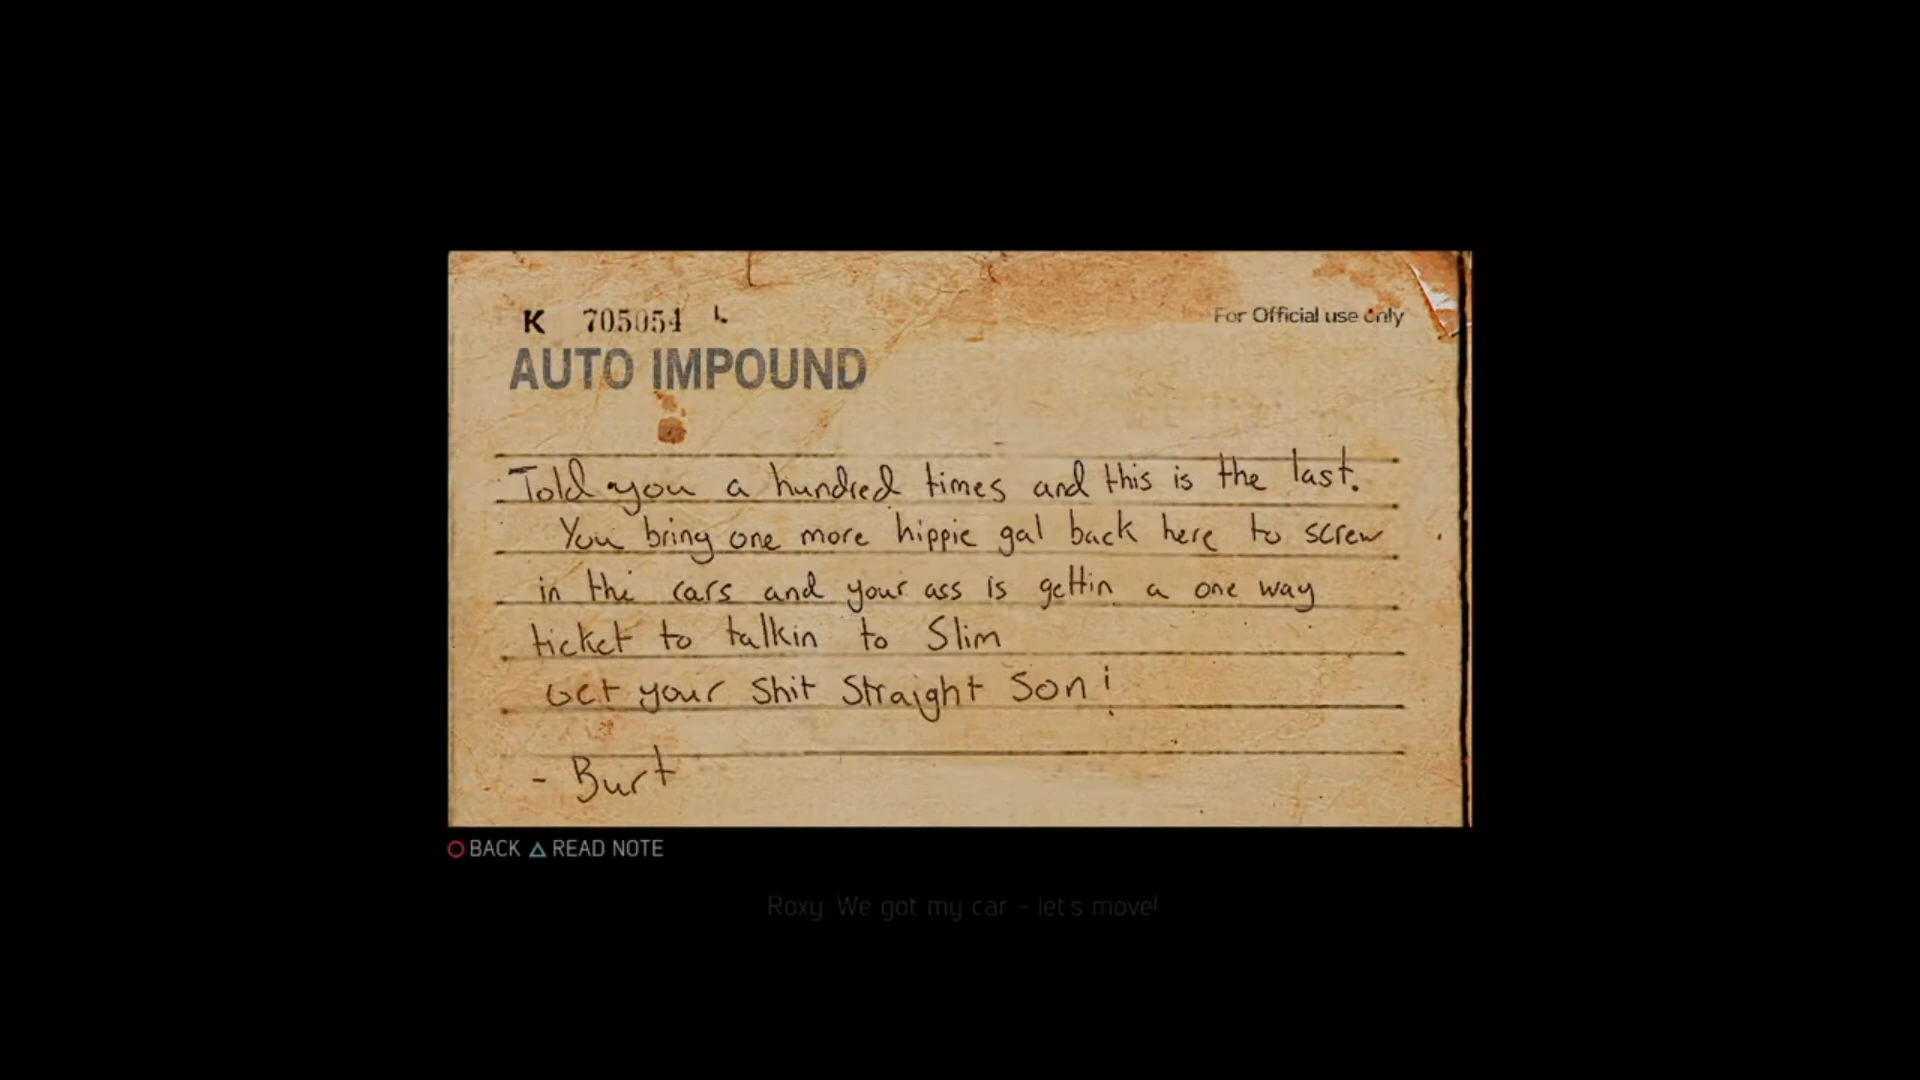 K 705054 L
For Official use only
AUTO IMPOUND
Told you a hundred times and this is the last.
You bring one more hippie gal back here to screw
in the cars and your ass is gettin a one way
ticket to talkin to Slim
Get your shit straight son!
- Burt
BACK READ NOTE
Roxy: We got my car - let's move!